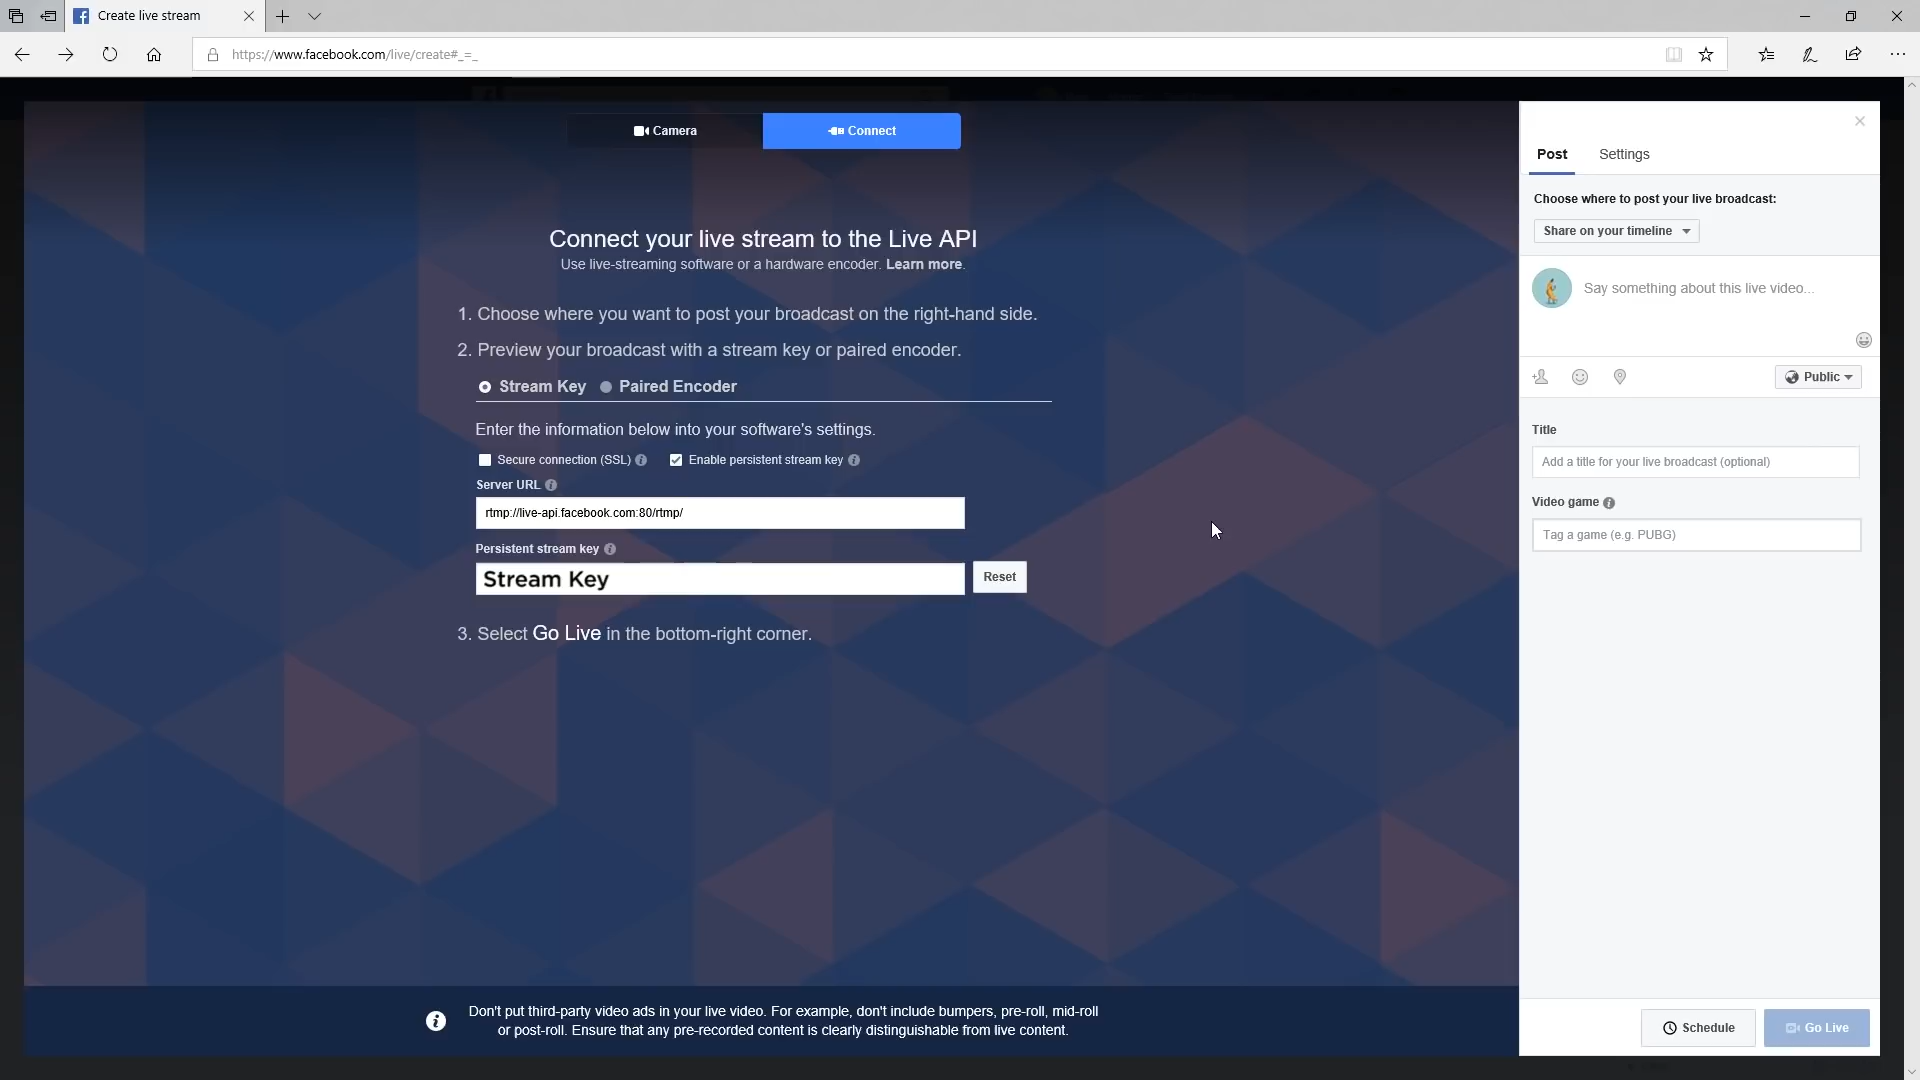 Create live stream
https://www.facebook.com/live/create#_=_
Camera
Connect
Connect your live stream to the Live API
Use live-streaming software or a hardware encoder. Learn more.
1. Choose where you want to post your broadcast on the right-hand side.
2. Preview your broadcast with a stream key or paired encoder.
Stream Key Paired Encoder
Enter the information below into your software's settings.
Secure connection (SSL) Enable persistent stream key
Server URL
rtmp://live-api.facebook.com:80/rtmp/
Persistent stream key
Stream Key
Reset
3. Select Go Live in the bottom-right corner.
Don't put third-party video ads in your live video. For example, don't include bumpers, pre-roll, mid-roll
or post-roll. Ensure that any pre-recorded content is clearly distinguishable from live content.
Post Settings
Choose where to post your live broadcast:
Share on your timeline
Say something about this live video...
Public
Title
Add a title for your live broadcast (optional)
Video game
Tag a game (e.g. PUBG)
Schedule
Go Live